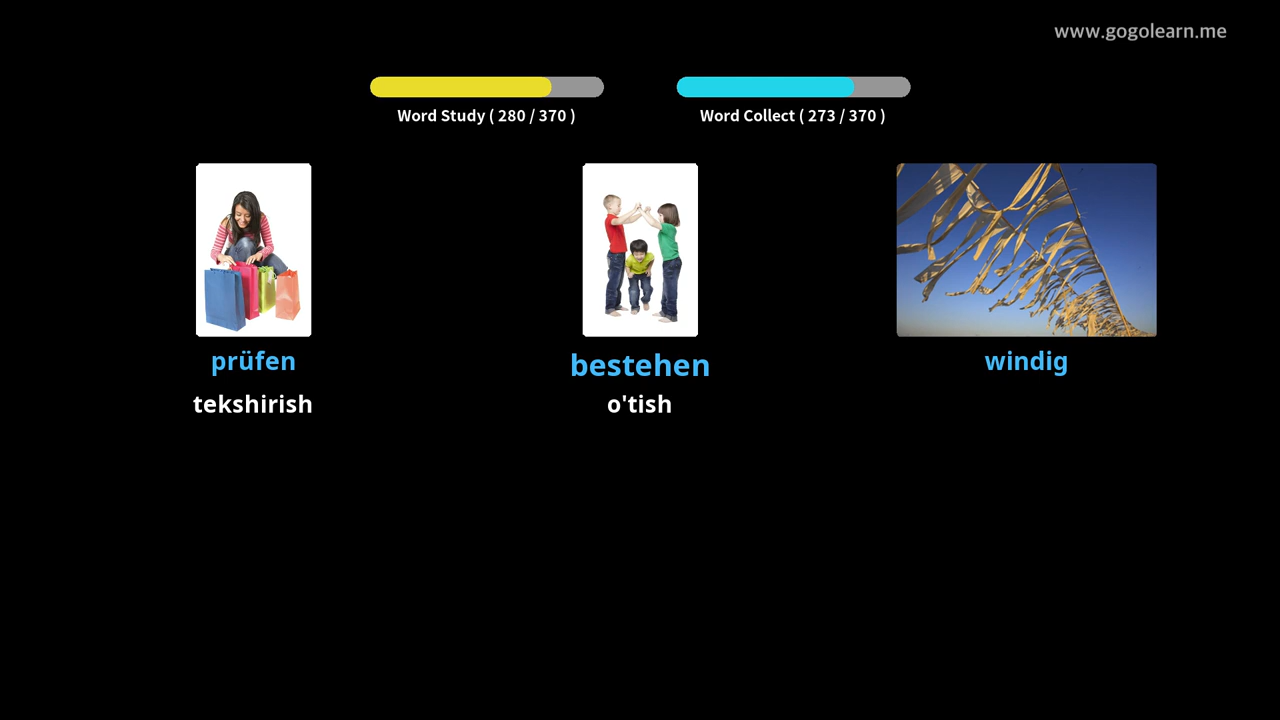 www.gogolearn.me
Word Study ( 280 / 370 )
Word Collect ( 273 / 370 )
prüfen
bestehen
windig
tekshirish
o'tish